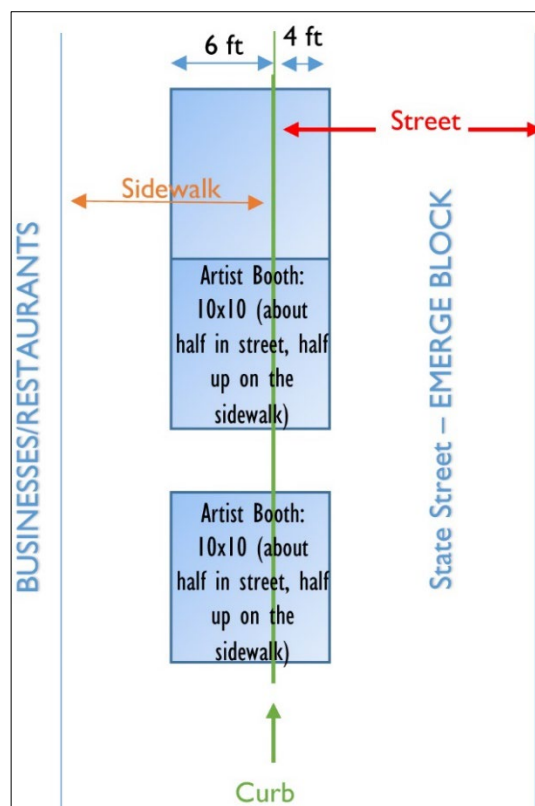 6 ft
4 ft
Street
Sidewalk
BUSINESSES/RESTAURANTS
Artist Booth:
10x10 (about
half in street, half
up on the
sidewalk)
State Street – EMERGE BLOCK
Artist Booth:
10x10 (about
half in street, half
up on the
sidewalk)
Curb